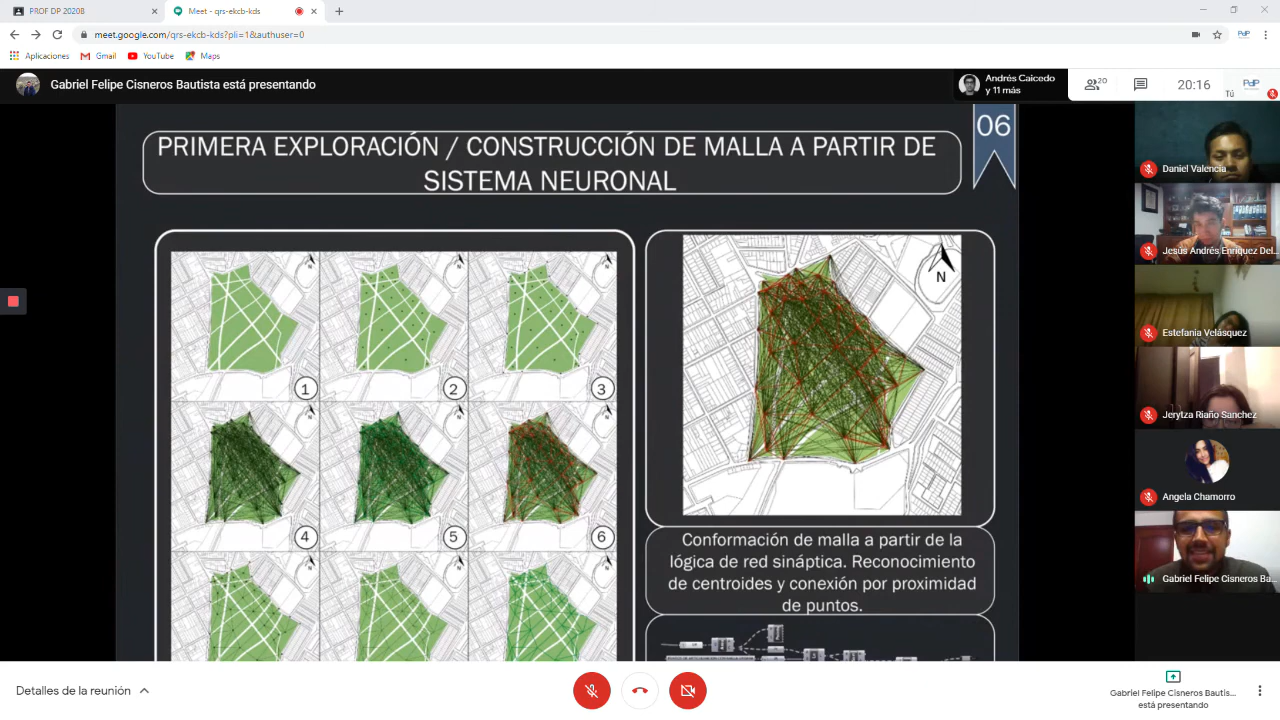 PROF DP 2020B
Meet - qrs-ekcb-kds
meet.google.com/qrs-ekcb-kds?pli=1&authuser=0
PdP
Aplicaciones
Gmail
YouTube
Maps
Gabriel Felipe Cisneros Bautista está presentando
Andrés Caicedo
y 11 más
20
20:16
Tú
PdP
PRIMERA EXPLORACIÓN / CONSTRUCCIÓN DE MALLA A PARTIR DE
SISTEMA NEURONAL
06
N
N
N
1
2
3
N
N
N
4
5
6
N
N
N
N
Conformación de malla a partir de la
lógica de red sináptica. Reconocimiento
de centroides y conexión por proximidad
de puntos.
Daniel Valencia
Jesús Andrés Enríquez Del...
Estefania Velásquez
Jerytza Riaño Sanchez
Angela Chamorro
Gabriel Felipe Cisneros Ba...
Detalles de la reunión
Gabriel Felipe Cisneros Bautis...
está presentando